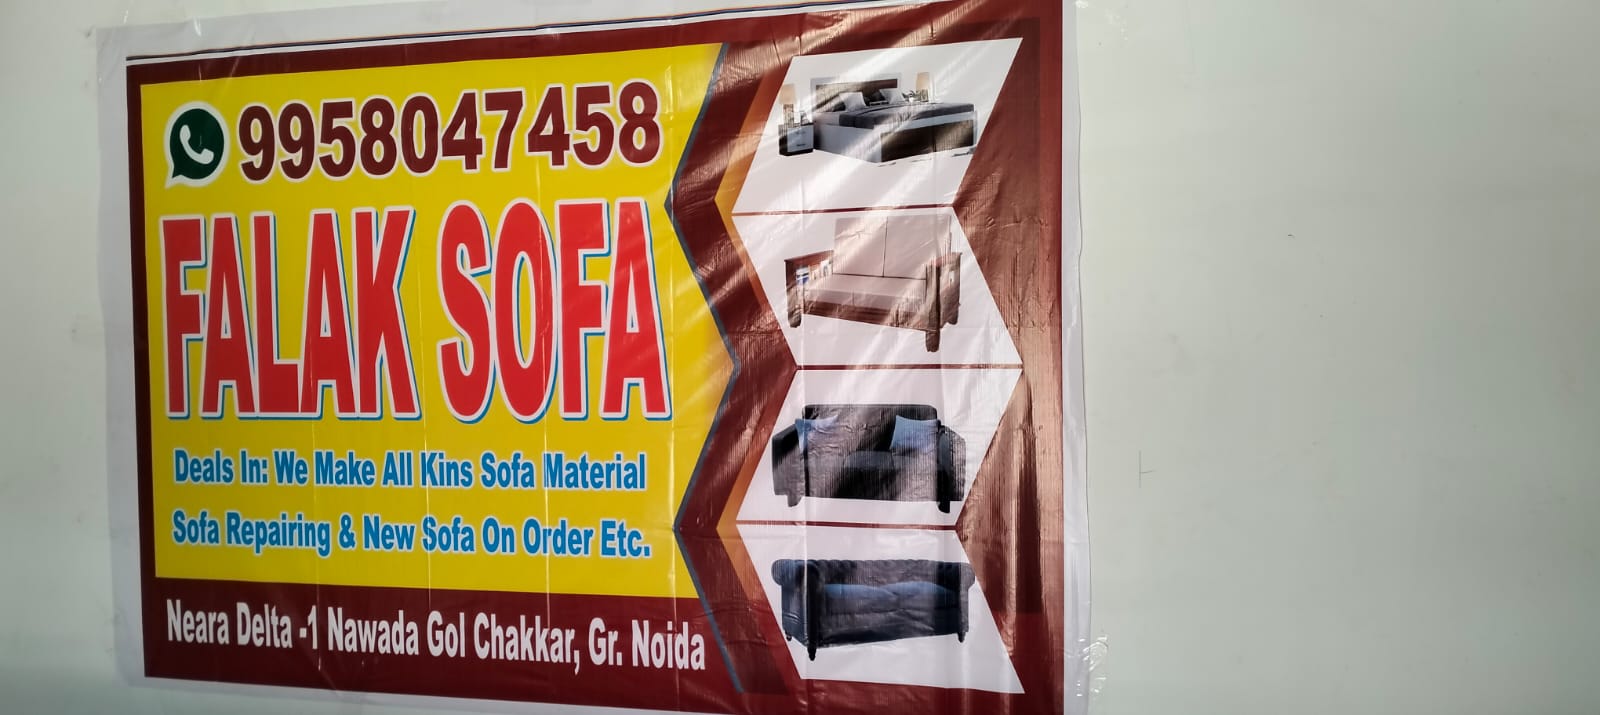 9958047458
FALAK SOFA
Deals In: We Make All Kins Sofa Material
Sofa Repairing & New Sofa On Order Etc.
Neara Delta -1 Nawada Gol Chakkar, Gr. Noida